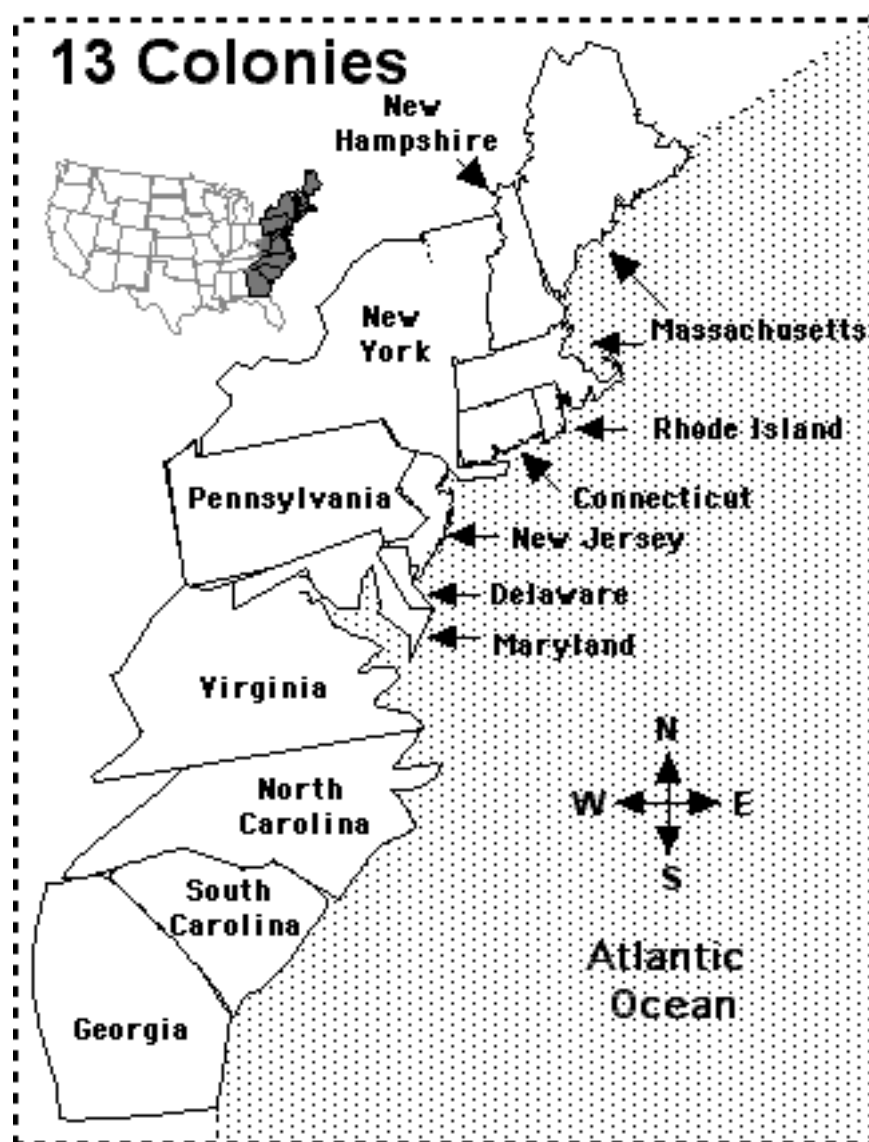 13 Colonies
New
Hampshire
New
York
Massachusetts
Rhode Island
Pennsylvania
Connecticut
New Jersey
Delaware
Maryland
Virginia
N
W E
S
North
Carolina
South
Carolina
Atlantic
Ocean
Georgia